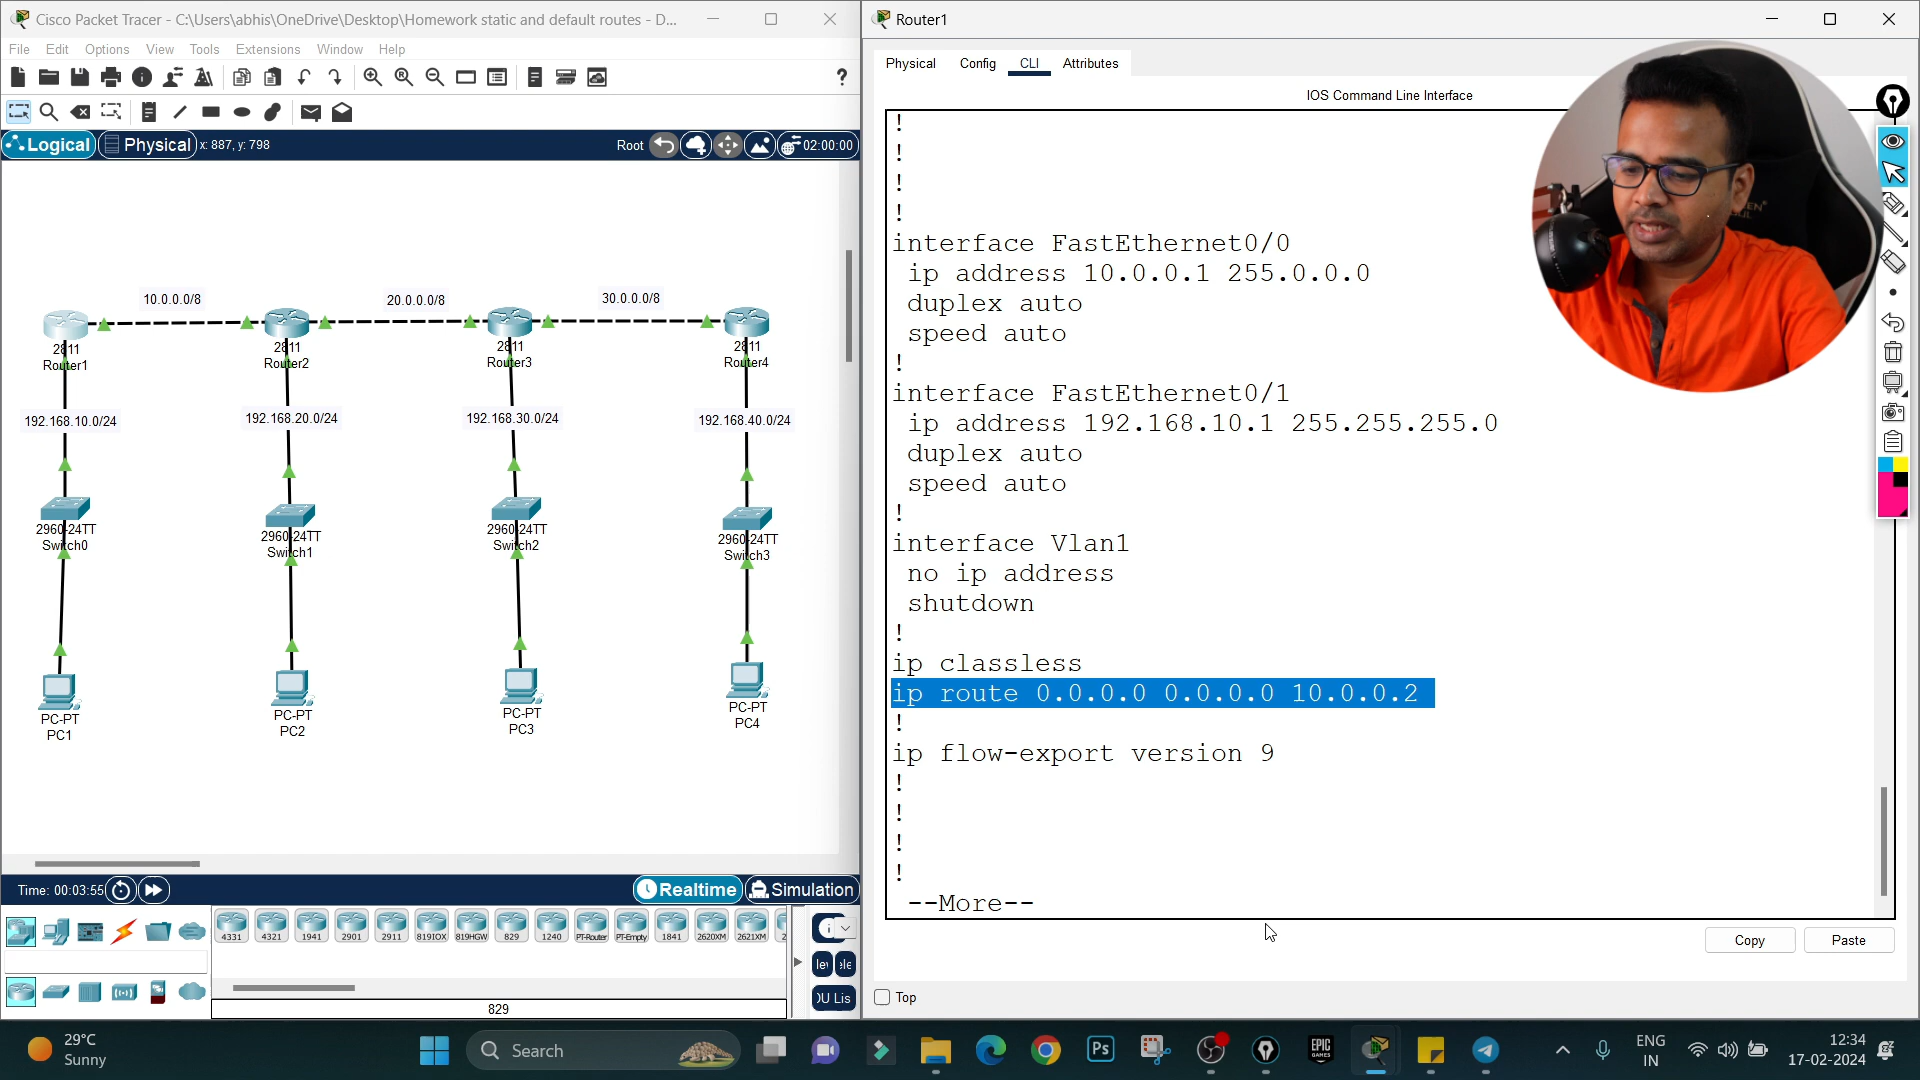 Cisco Packet Tracer - C:\Users\abhis\OneDrive\Desktop\Homework static and default routes - D...
File Edit Options View Tools Extensions Window Help
Logical Physical x: 887, y: 798 Root 02:00:00
10.0.0.0/8
20.0.0.0/8
30.0.0.0/8
2811
Router1
2811
Router2
2811
Router3
2811
Router4
192.168.10.0/24
192.168.20.0/24
192.168.30.0/24
192.168.40.0/24
2960-24TT
Switch0
2960-24TT
Switch1
2960-24TT
Switch2
2960-24TT
Switch3
PC-PT
PC1
PC-PT
PC2
PC-PT
PC3
PC-PT
PC4
Time: 00:03:55 Realtime Simulation
4331 4321 1941 2901 2911 819IOX 819HGW 829 1240 PT-Router PT-Empty 1841 2620XM 2621XM
829
Router1
Physical Config CLI Attributes
IOS Command Line Interface
!
!
!
!
interface FastEthernet0/0
ip address 10.0.0.1 255.0.0.0
duplex auto
speed auto
!
interface FastEthernet0/1
ip address 192.168.10.1 255.255.255.0
duplex auto
speed auto
!
interface Vlan1
no ip address
shutdown
!
ip classless
ip route 0.0.0.0 0.0.0.0 10.0.0.2
!
ip flow-export version 9
!
!
!
!
--More--
Copy Paste
Top
29°C
Sunny
Search
Ps
EPIC
GAMES
ENG
IN
12:34
17-02-2024